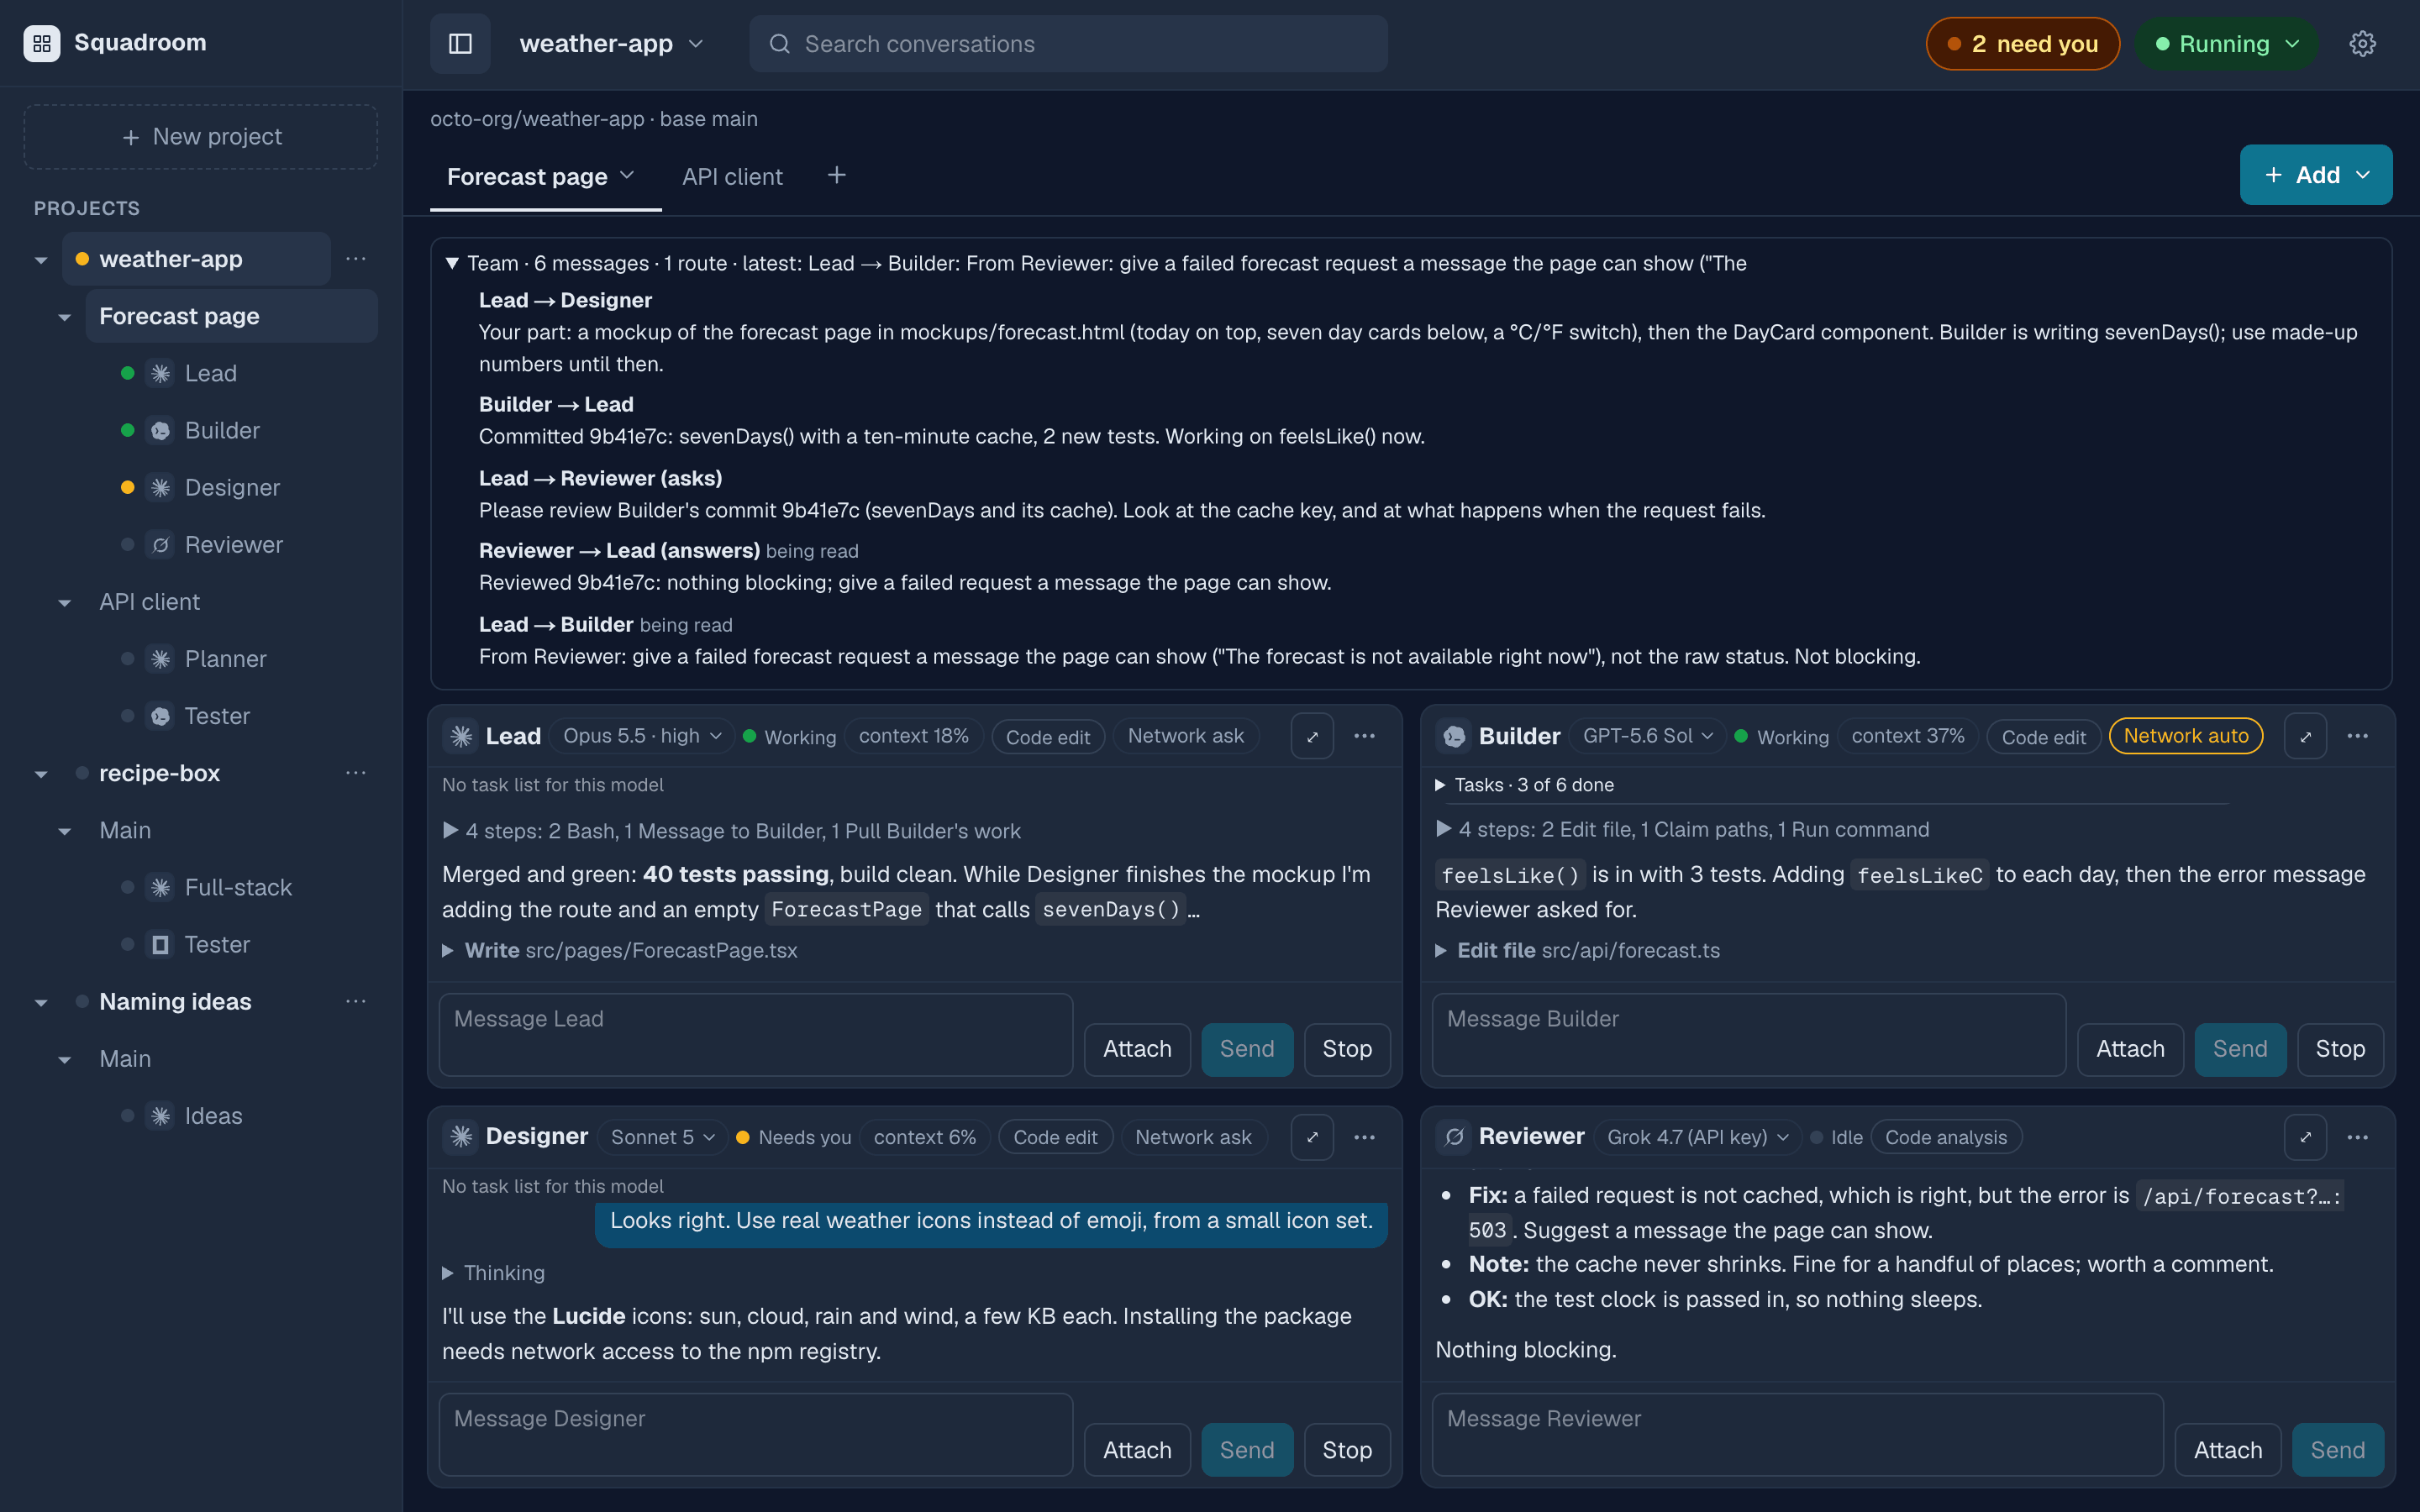 Squadroom
weather-app
Search conversations
2 need you
Running
New project
PROJECTS
weather-app
Forecast page
Lead
Builder
Designer
Reviewer
API client
Planner
Tester
recipe-box
Main
Full-stack
Tester
Naming ideas
Main
Ideas
octo-org/weather-app · base main
Forecast page
API client
Add
Team · 6 messages · 1 route · latest: Lead → Builder: From Reviewer: give a failed forecast request a message the page can show ("The
Lead → Designer
Your part: a mockup of the forecast page in mockups/forecast.html (today on top, seven day cards below, a °C/°F switch), then the DayCard component. Builder is writing sevenDays(); use made-up
numbers until then.
Builder → Lead
Committed 9b41e7c: sevenDays() with a ten-minute cache, 2 new tests. Working on feelsLike() now.
Lead → Reviewer (asks)
Please review Builder's commit 9b41e7c (sevenDays and its cache). Look at the cache key, and at what happens when the request fails.
Reviewer → Lead (answers) being read
Reviewed 9b41e7c: nothing blocking; give a failed request a message the page can show.
Lead → Builder being read
From Reviewer: give a failed forecast request a message the page can show ("The forecast is not available right now"), not the raw status. Not blocking.
Lead Opus 5.5 · high Working context 18% Code edit Network ask
No task list for this model
4 steps: 2 Bash, 1 Message to Builder, 1 Pull Builder's work
Merged and green: 40 tests passing, build clean. While Designer finishes the mockup I'm
adding the route and an empty ForecastPage that calls sevenDays()…
Write src/pages/ForecastPage.tsx
Message Lead
Attach Send Stop
Builder GPT-5.6 Sol Working context 37% Code edit Network auto
Tasks · 3 of 6 done
4 steps: 2 Edit file, 1 Claim paths, 1 Run command
feelsLike() is in with 3 tests. Adding feelsLikeC to each day, then the error message
Reviewer asked for.
Edit file src/api/forecast.ts
Message Builder
Attach Send Stop
Designer Sonnet 5 Needs you context 6% Code edit Network ask
No task list for this model
Looks right. Use real weather icons instead of emoji, from a small icon set.
Thinking
I'll use the Lucide icons: sun, cloud, rain and wind, a few KB each. Installing the package
needs network access to the npm registry.
Message Designer
Attach Send Stop
Reviewer Grok 4.7 (API key) Idle Code analysis
Fix: a failed request is not cached, which is right, but the error is /api/forecast?…:
503. Suggest a message the page can show.
Note: the cache never shrinks. Fine for a handful of places; worth a comment.
OK: the test clock is passed in, so nothing sleeps.
Nothing blocking.
Message Reviewer
Attach Send